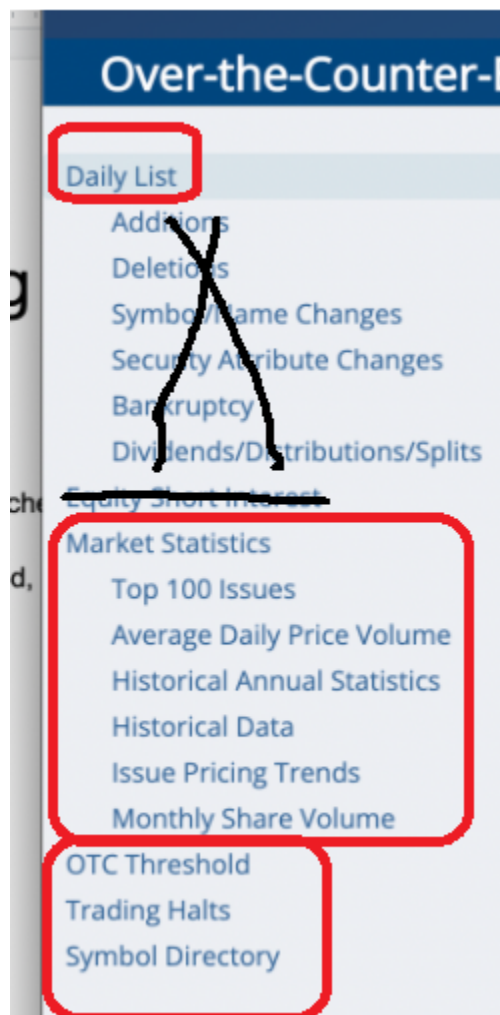 Over-the-Counter-
Daily List
Additions
Deletions
Symbol/Name Changes
Security Attribute Changes
Bankruptcy
Dividends/Distributions/Splits
Equity Short Interest
Market Statistics
Top 100 Issues
Average Daily Price Volume
Historical Annual Statistics
Historical Data
Issue Pricing Trends
Monthly Share Volume
OTC Threshold
Trading Halts
Symbol Directory
g
che
d,